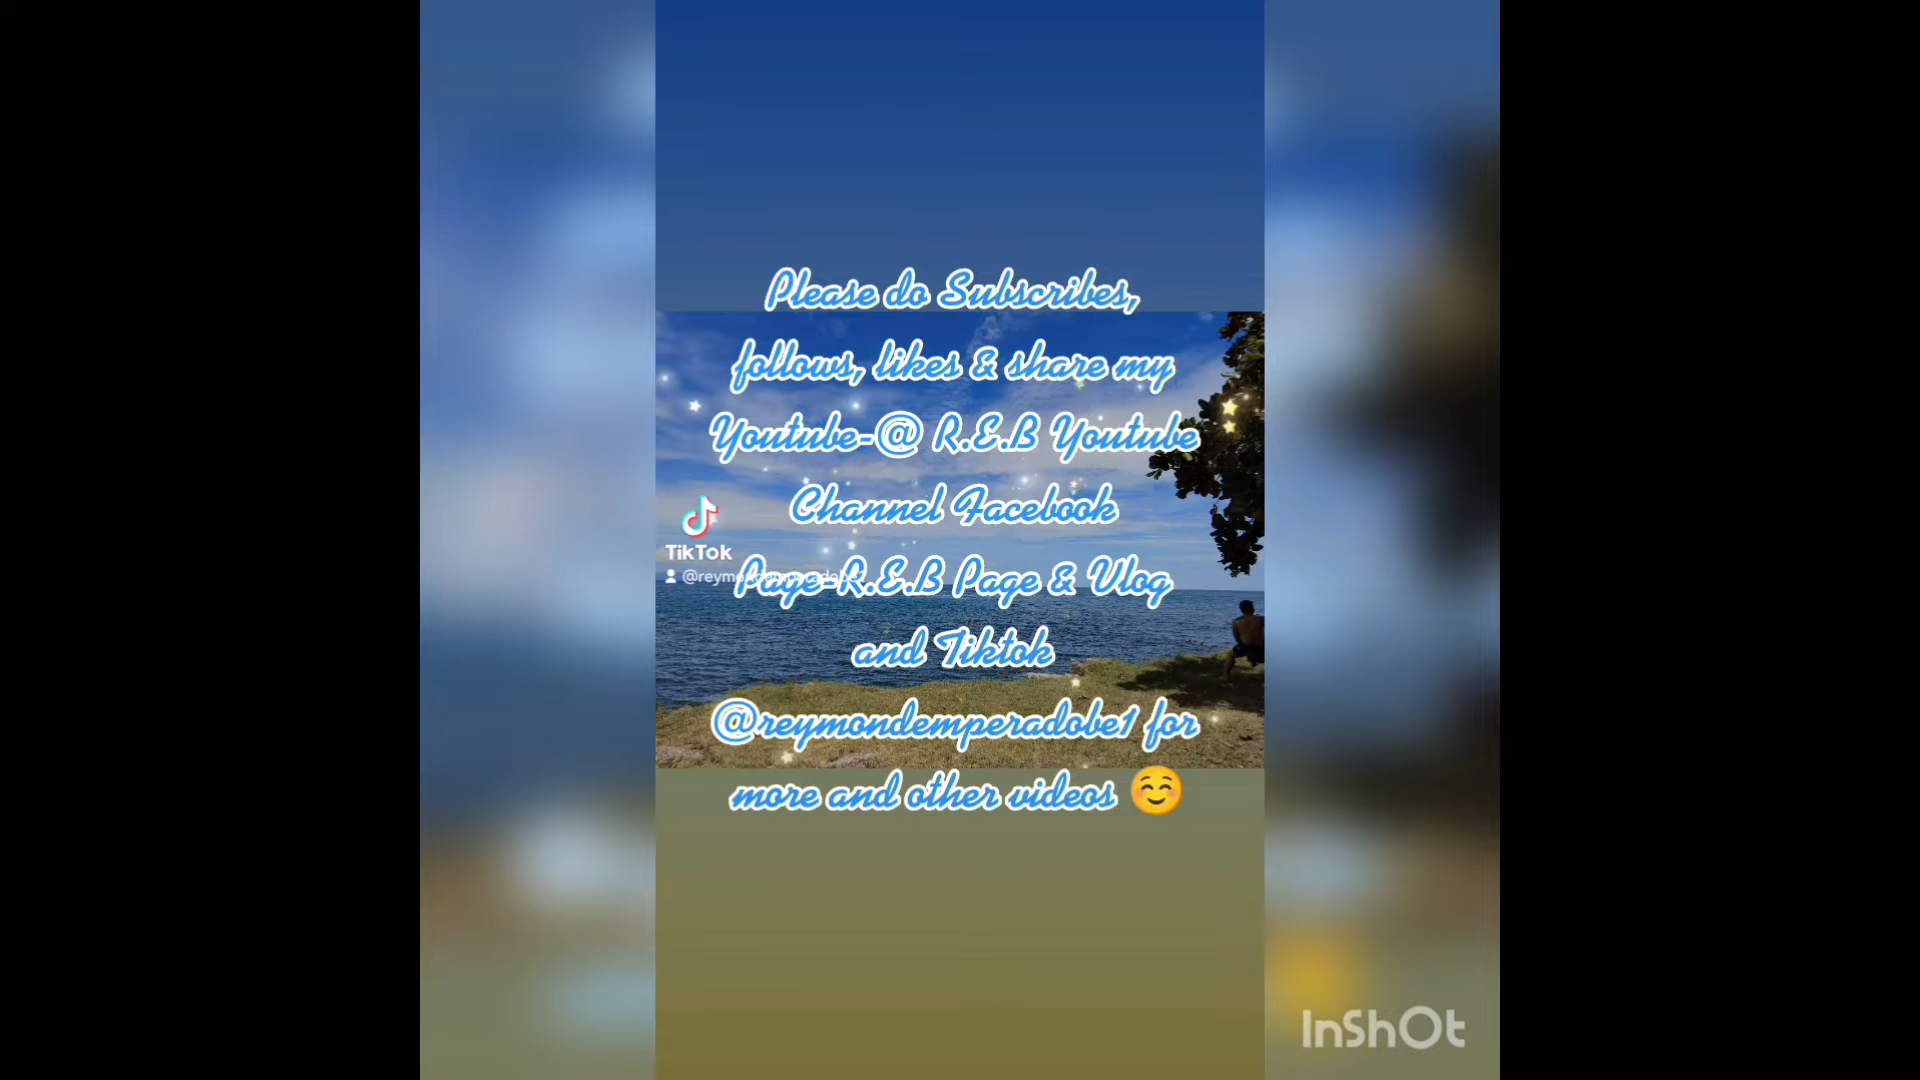 Please do Subscribes,
follows, likes & share my
Youtube-@ R.E.B Youtube
Channel Facebook
TikTok
Page-R.E.B Page & Vlog
and Tiktok
@reymondemperadobe1 for
more and other videos ☺️
InShOt